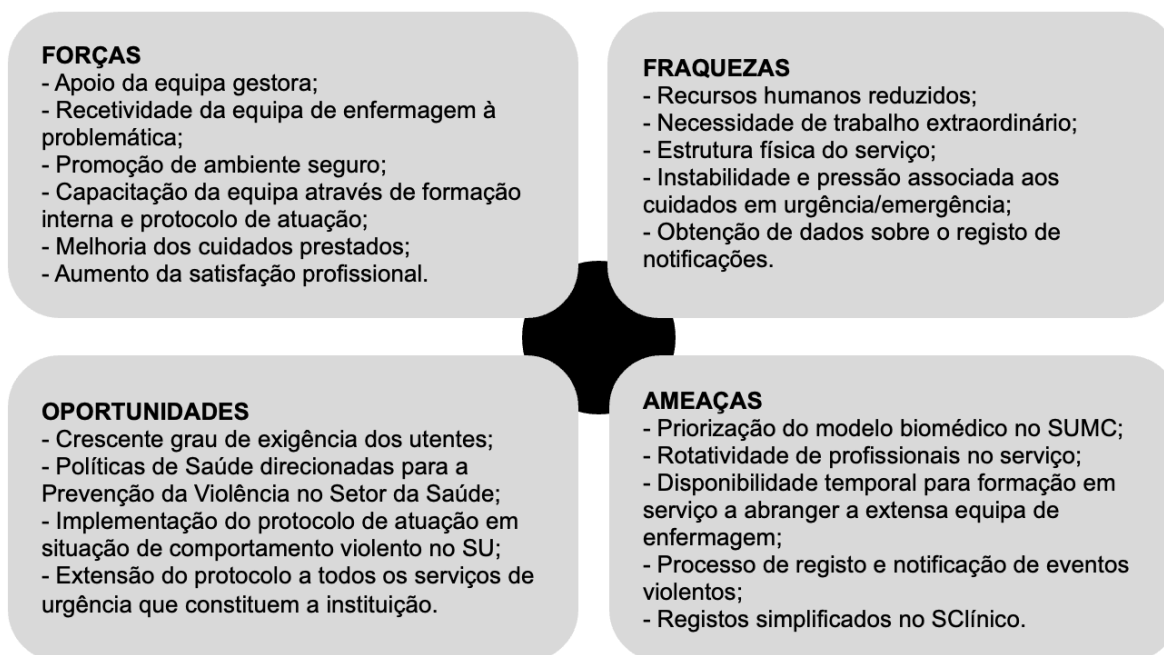 FORÇAS
- Apoio da equipa gestora;
- Recetividade da equipa de enfermagem à
problemática;
- Promoção de ambiente seguro;
- Capacitação da equipa através de formação
interna e protocolo de atuação;
- Melhoria dos cuidados prestados;
- Aumento da satisfação profissional.
FRAQUEZAS
- Recursos humanos reduzidos;
- Necessidade de trabalho extraordinário;
- Estrutura física do serviço;
- Instabilidade e pressão associada aos
cuidados em urgência/emergência;
- Obtenção de dados sobre o registo de
notificações.
OPORTUNIDADES
- Crescente grau de exigência dos utentes;
- Políticas de Saúde direcionadas para a
Prevenção da Violência no Setor da Saúde;
- Implementação do protocolo de atuação em
situação de comportamento violento no SU;
- Extensão do protocolo a todos os serviços de
urgência que constituem a instituição.
AMEAÇAS
- Priorização do modelo biomédico no SUMC;
- Rotatividade de profissionais no serviço;
- Disponibilidade temporal para formação em
serviço a abranger a extensa equipa de
enfermagem;
- Processo de registo e notificação de eventos
violentos;
- Registos simplificados no SClínico.